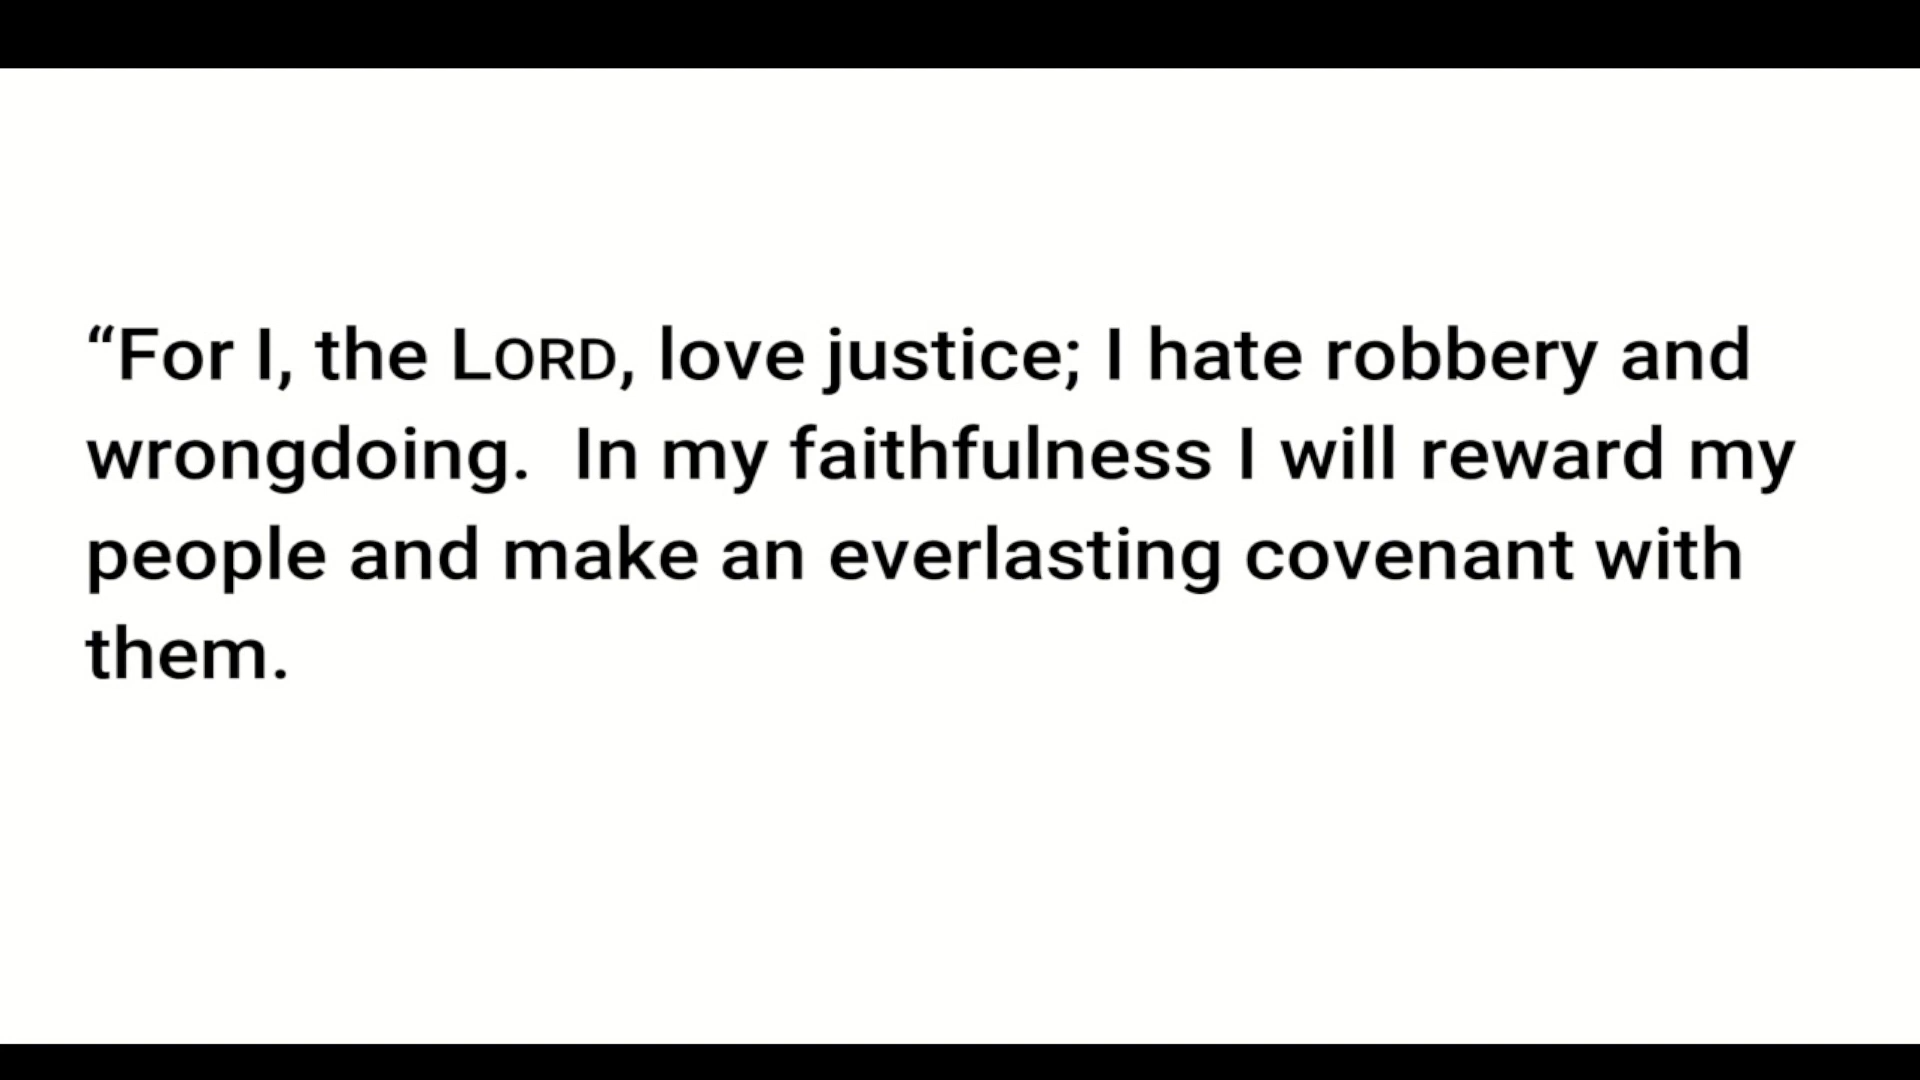 “For I, the LORD, love justice; I hate robbery and
wrongdoing.  In my faithfulness I will reward my
people and make an everlasting covenant with
them.